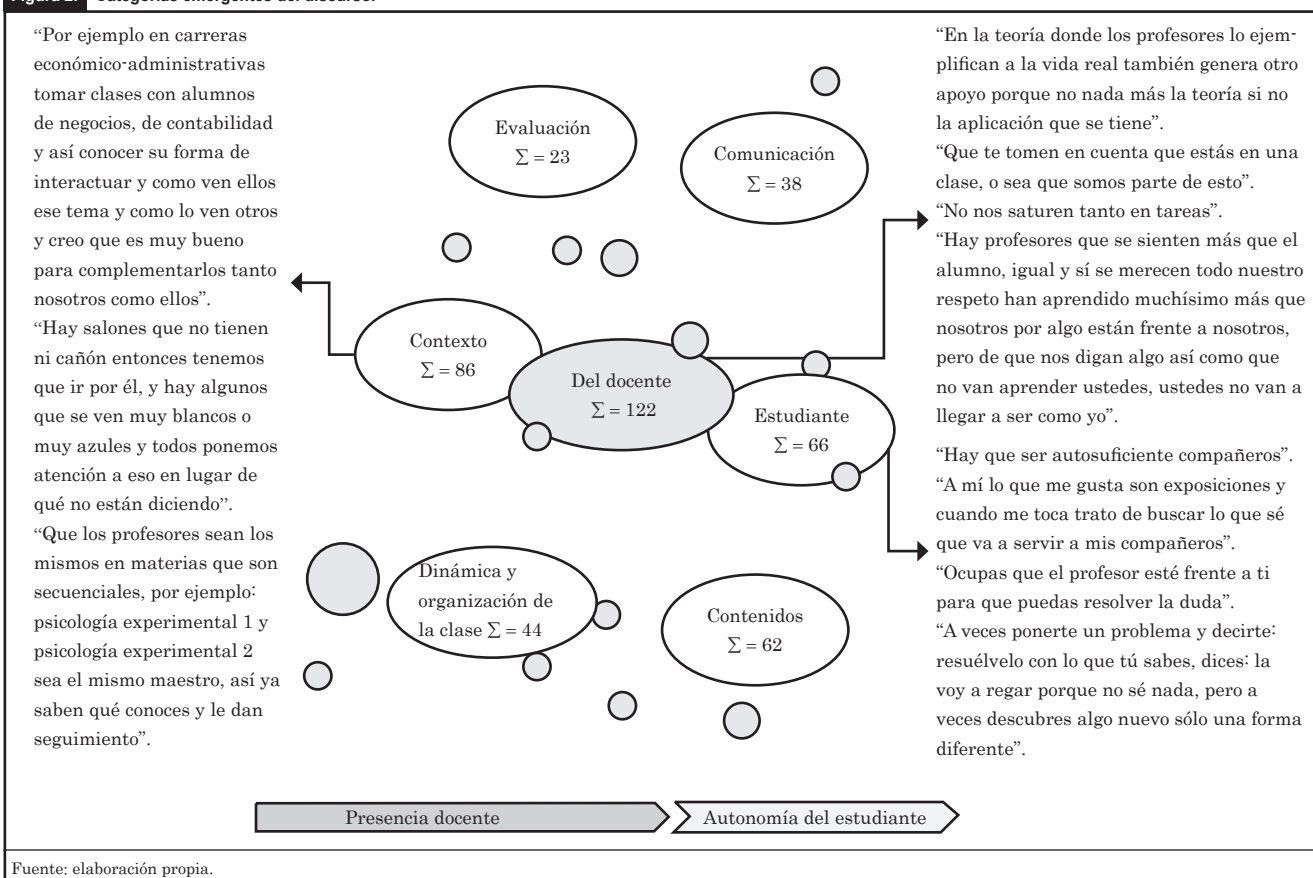 Figura 2. Categorías emergentes del discurso.
“Por ejemplo en carreras
económico-administrativas
tomar clases con alumnos
de negocios, de contabilidad
y así conocer su forma de
interactuar y como ven ellos
ese tema y como lo ven otros
y creo que es muy bueno
para complementarlos tanto
nosotros como ellos”.
“Hay salones que no tienen
ni cañón entonces tenemos
que ir por él, y hay algunos
que se ven muy blancos o
muy azules y todos ponemos
atención a eso en lugar de
qué no están diciendo”.
“Que los profesores sean los
mismos en materias que son
secuenciales, por ejemplo:
psicología experimental 1 y
psicología experimental 2
sea el mismo maestro, así ya
saben qué conoces y le dan
seguimiento”.
Evaluación
Σ = 23
Comunicación
Σ = 38
Contexto
Σ = 86
Del docente
Σ = 122
Estudiante
Σ = 66
Dinámica y
organización de
la clase Σ = 44
Contenidos
Σ = 62
“En la teoría donde los profesores lo ejem-
plifican a la vida real también genera otro
apoyo porque no nada más la teoría si no
la aplicación que se tiene”.
“Que te tomen en cuenta que estás en una
clase, o sea que somos parte de esto”.
“No nos saturen tanto en tareas”.
“Hay profesores que se sienten más que el
alumno, igual y sí se merecen todo nuestro
respeto han aprendido muchísimo más que
nosotros por algo están frente a nosotros,
pero de que nos digan algo así como que
no van aprender ustedes, ustedes no van a
llegar a ser como yo”.
“Hay que ser autosuficiente compañeros”.
“A mí lo que me gusta son exposiciones y
cuando me toca trato de buscar lo que sé
que va a servir a mis compañeros”.
“Ocupas que el profesor esté frente a ti
para que puedas resolver la duda”.
“A veces ponerte un problema y decirte:
resuélvelo con lo que tú sabes, dices: la
voy a regar porque no sé nada, pero a
veces descubres algo nuevo sólo una forma
diferente”.
Presencia docente
Autonomía del estudiante
Fuente: elaboración propia.